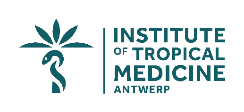 INSTITUTE
OF TROPICAL
MEDICINE
ANTWERP